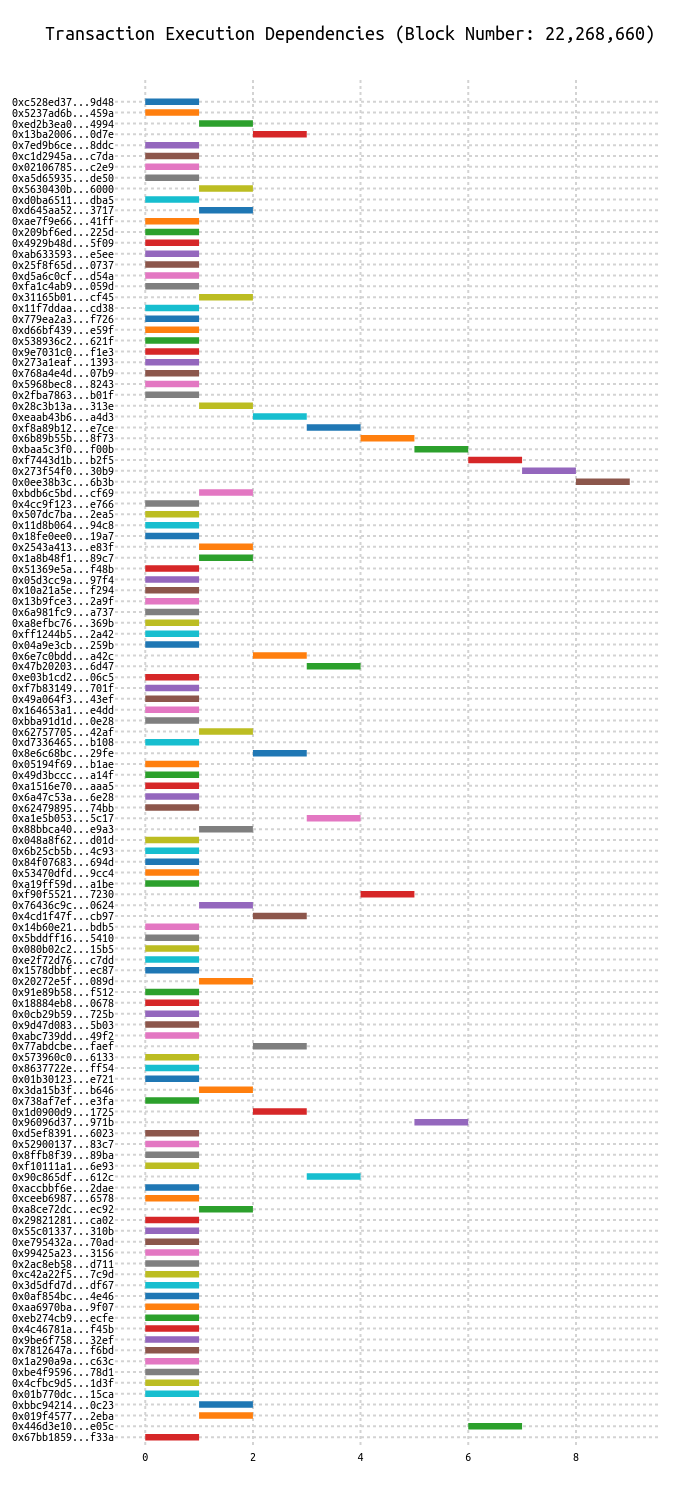 Transaction Execution Dependencies (Block Number: 22,268,660)
0xc528ed37...9d48
0x5237ad6b...459a
0xed2b3ea0...4994
0x13ba2006...0d7e
0x7ed9b6ce...8ddc
0xc1d2945a...c7da
0x02106785...c2e9
0xa5d65935...de50
0x5630430b...6000
0xd0ba6511...dba5
0xd645aa52...3717
0xae7f9e66...41ff
0x209bf6ed...225d
0x4929b48d...5f09
0xab633593...e5ee
0x25f8f65d...0737
0xd5a6c0cf...d54a
0xfa1c4ab9...059d
0x31165b01...cf45
0x11f7ddaa...cd38
0x779ea2a3...f726
0xd66bf439...e59f
0x538936c2...621f
0x9e7031c0...f1e3
0x273a1eaf...1393
0x768a4e4d...07b9
0x5968bec8...8243
0x2fba7863...b01f
0x28c3b13a...313e
0xeaab43b6...a4d3
0xf8a89b12...e7ce
0x6b89b55b...8f73
0xbaa5c3f0...f00b
0xf7443d1b...b2f5
0x273f54f0...30b9
0x0ee38b3c...6b3b
0xbdb6c5bd...cf69
0x4cc9f123...e766
0x507dc7ba...2ea5
0x11d8b064...94c8
0x18fe0ee0...19a7
0x2543a413...e83f
0x1a8b48f1...89c7
0x51369e5a...f48b
0x05d3cc9a...97f4
0x10a21a5e...f294
0x13b9fce3...2a9f
0x6a981fc9...a737
0xa8efbc76...369b
0xff1244b5...2a42
0x04a9e3cb...259b
0x6e7c0bdd...a42c
0x47b20203...6d47
0xe03b1cd2...06c5
0xf7b83149...701f
0x49a064f3...43ef
0x164653a1...e4dd
0xbba91d1d...0e28
0x62757705...42af
0xd7336465...b108
0x8e6c68bc...29fe
0x05194f69...b1ae
0x49d3bccc...a14f
0xa1516e70...aaa5
0x6a47c53a...6e28
0x62479895...74bb
0xa1e5b053...5c17
0x88bbca40...e9a3
0x048a8f62...d01d
0x6b25cb5b...4c93
0x84f07683...694d
0x53470dfd...9cc4
0xa19ff59d...a1be
0xf90f5521...7230
0x76436c9c...0624
0x4cd1f47f...cb97
0x14b60e21...bdb5
0x5bddff16...5410
0x080b02c2...15b5
0xe2f72d76...c7dd
0x1578dbbf...ec87
0x20272e5f...089d
0x91e89b58...f512
0x18884eb8...0678
0x0cb29b59...725b
0x9d47d083...5b03
0xabc739dd...49f2
0x77abdcbe...faef
0x573960c0...6133
0x8637722e...ff54
0x01b30123...e721
0x3da15b3f...b646
0x738af7ef...e3fa
0x1d0900d9...1725
0x96096d37...971b
0xd5ef8391...6023
0x52900137...83c7
0x8ffb8f39...89ba
0xf10111a1...6e93
0x90c865df...612c
0xaccbbf6e...2dae
0xceeb6987...6578
0xa8ce72dc...ec92
0x29821281...ca02
0x55c01337...310b
0xe795432a...70ad
0x99425a23...3156
0x2ac8eb58...d711
0xc42a22f5...7c9d
0x3d5dfd7d...df67
0x0af854bc...4e46
0xaa6970ba...9f07
0xeb274cb9...ecfe
0x4c46781a...f45b
0x9be6f758...32ef
0x7812647a...f6bd
0x1a290a9a...c63c
0xbe4f9596...78d1
0x4cfbc9d5...1d3f
0x01b770dc...15ca
0xbbc94214...0c23
0x019f4577...2eba
0x446d3e10...e05c
0x67bb1859...f33a
0 2 4 6 8